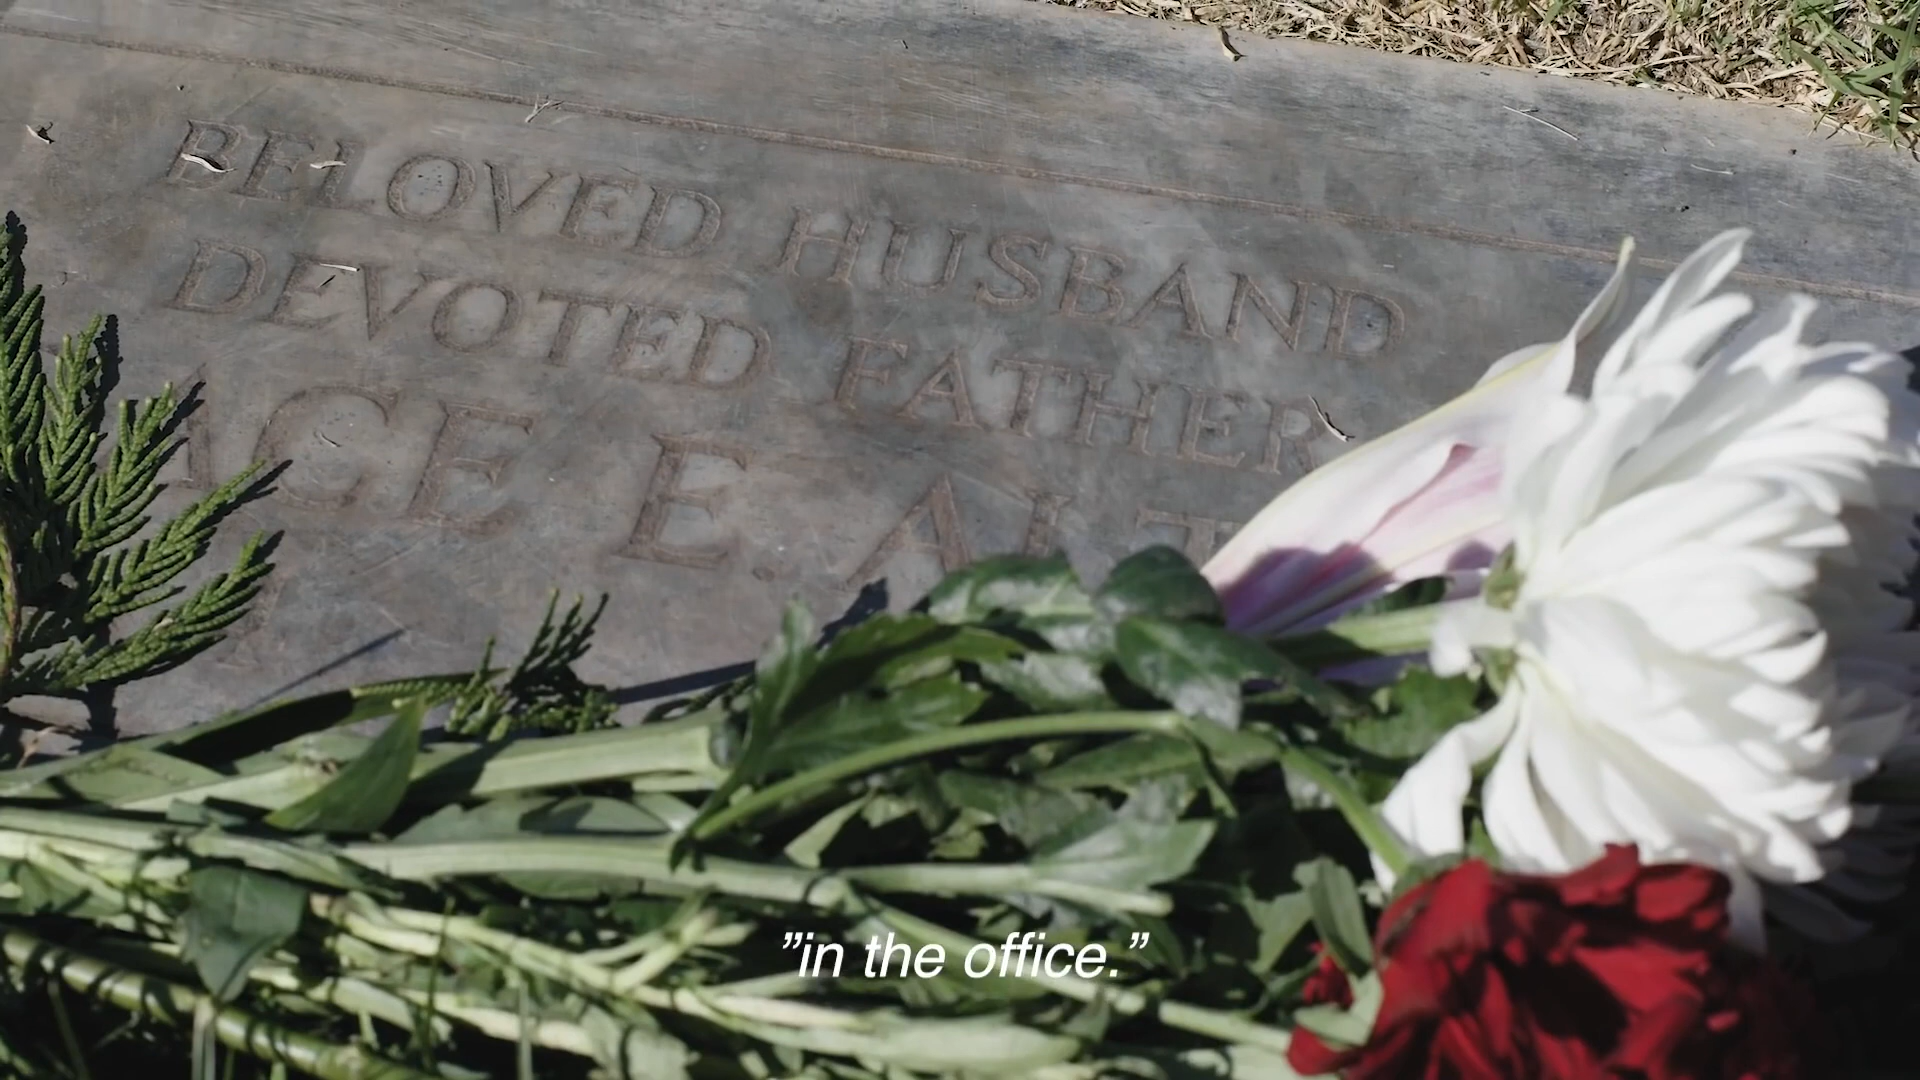 BELOVED HUSBAND
DEVOTED FATHER
E.
"in the office."